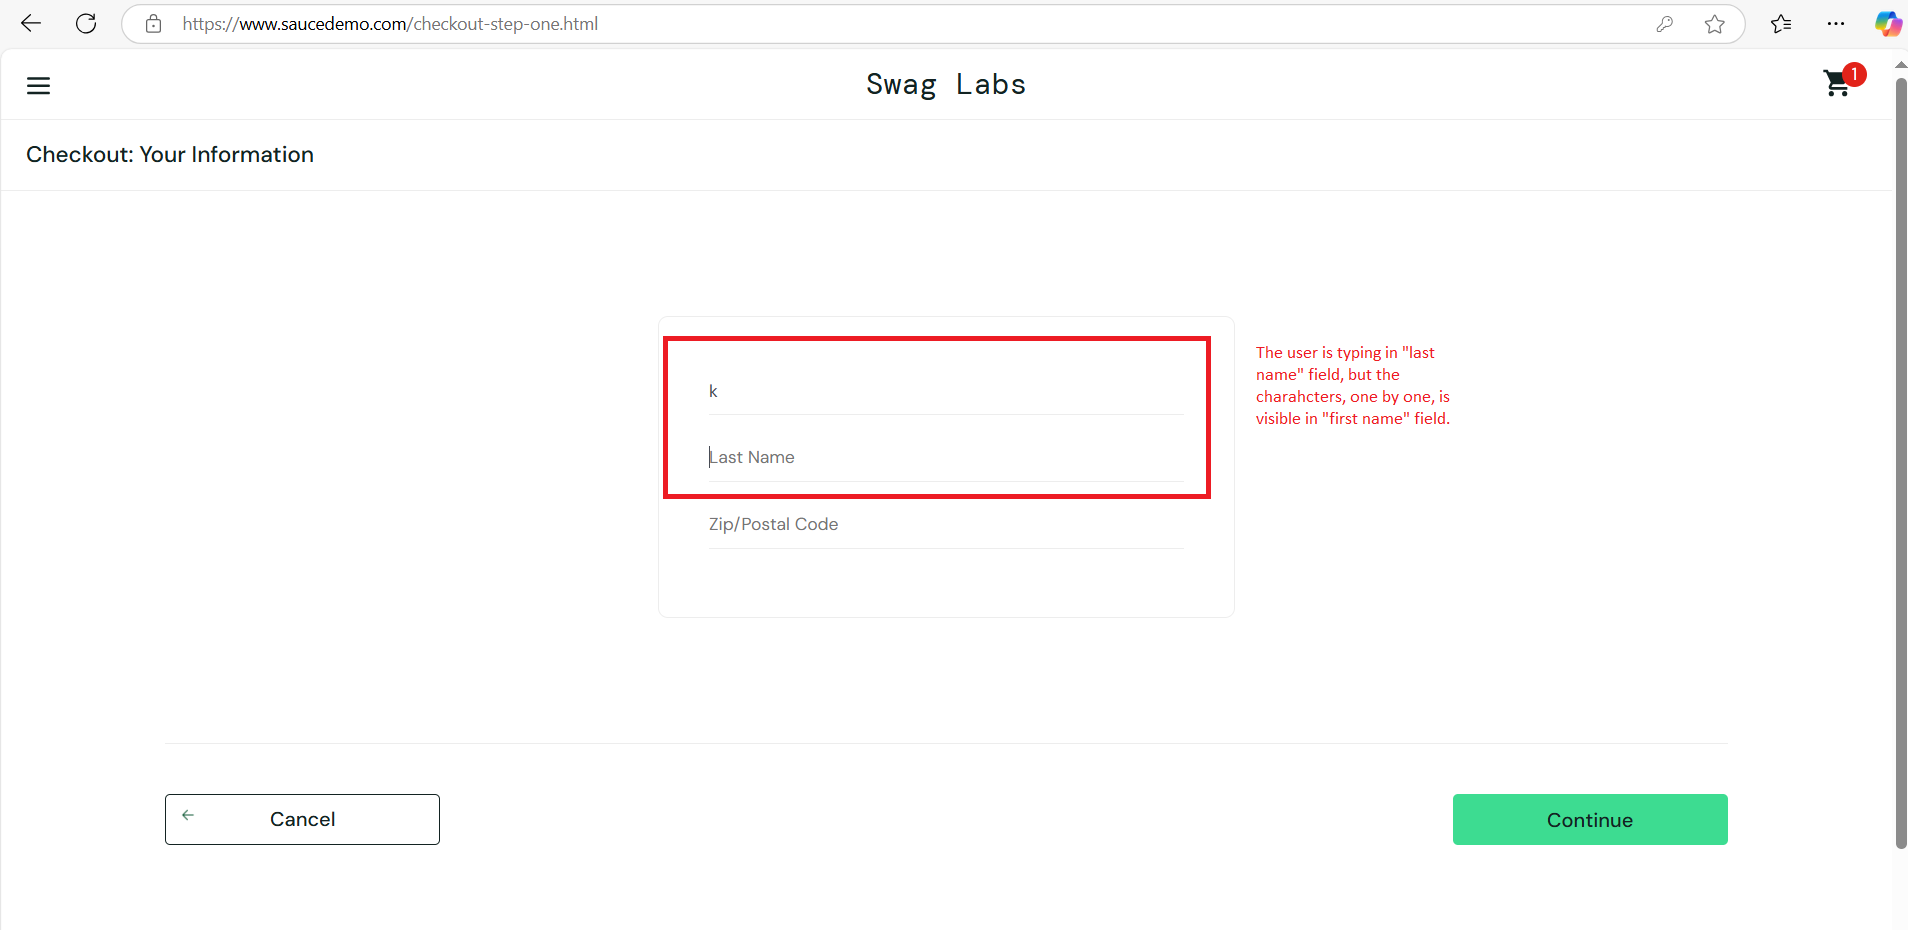 https://www.saucedemo.com/checkout-step-one.html
Swag Labs
1
Checkout: Your Information
k
Last Name
Zip/Postal Code
The user is typing in "last
name" field, but the
charahcters, one by one, is
visible in "first name" field.
Cancel
Continue